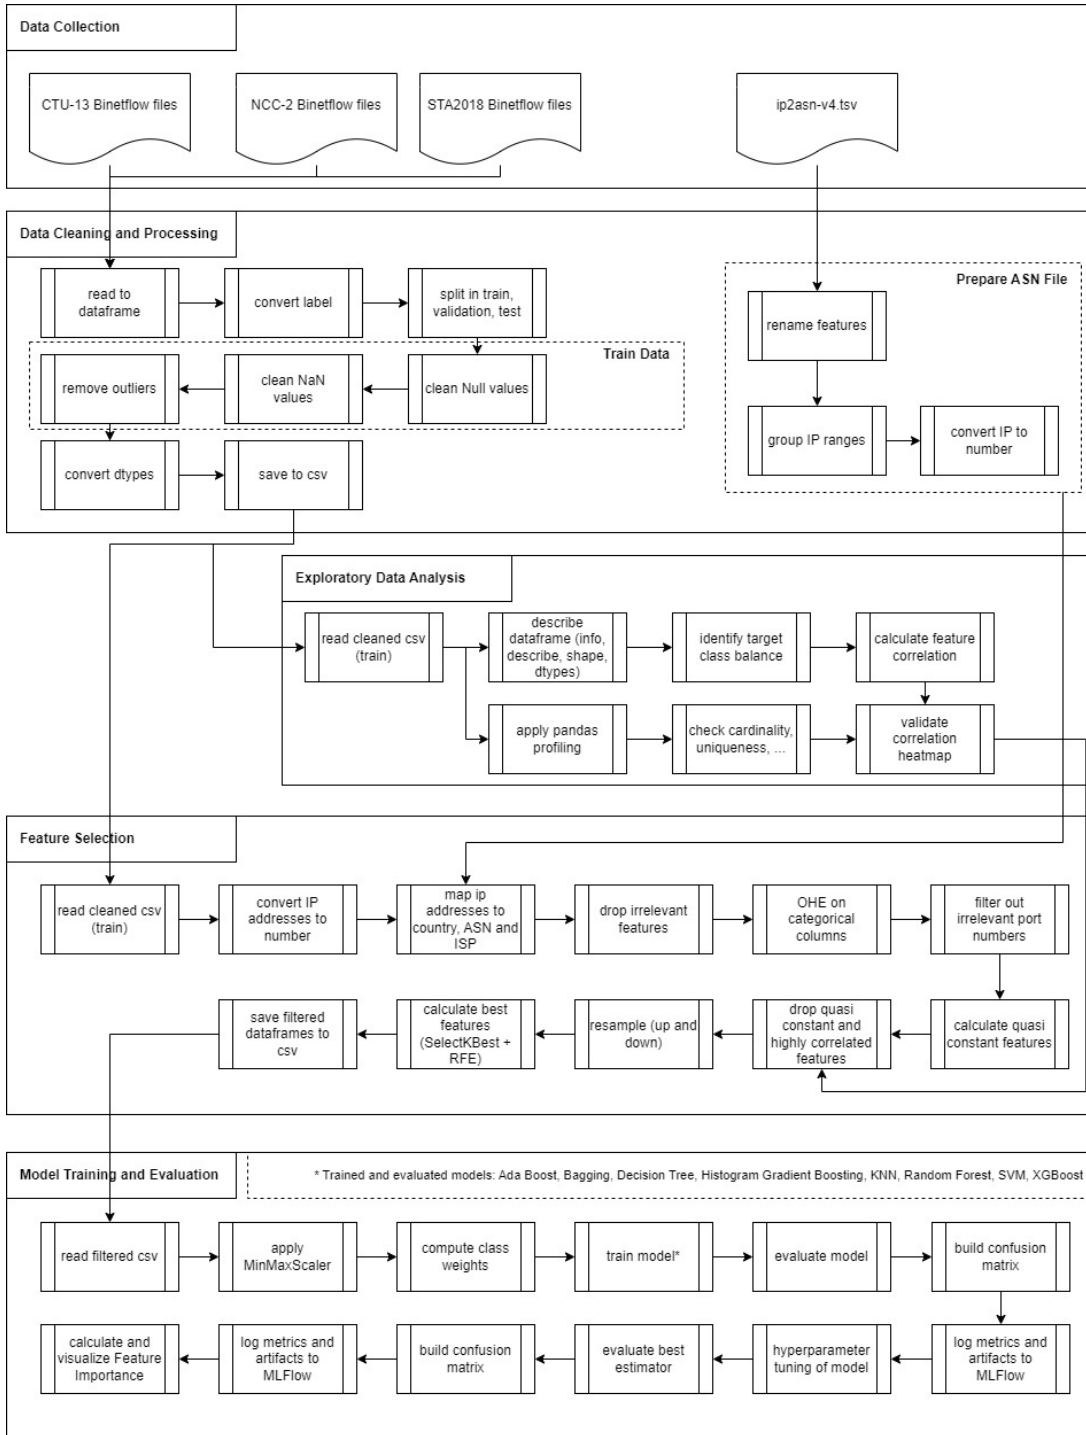 Data Collection
CTU-13 Binetflow files
NCC-2 Binetflow files
STA2018 Binetflow files
ip2asn-v4.tsv
Data Cleaning and Processing
read to
dataframe
convert label
split in train,
validation, test
Prepare ASN File
rename features
Train Data
remove outliers
clean NaN
values
clean Null values
group IP ranges
convert IP to
number
convert dtypes
save to csv
Exploratory Data Analysis
read cleaned csv
(train)
describe
dataframe (info,
describe, shape,
dtypes)
identify target
class balance
calculate feature
correlation
apply pandas
profiling
check cardinality,
uniqueness, ...
validate
correlation
heatmap
Feature Selection
read cleaned csv
(train)
convert IP
addresses to
number
map ip
addresses to
country, ASN and
ISP
drop irrelevant
features
OHE on
categorical
columns
filter out
irrelevant port
numbers
save filtered
dataframes to
csv
calculate best
features
(SelectKBest +
RFE)
resample (up and
down)
drop quasi
constant and
highly correlated
features
calculate quasi
constant features
Model Training and Evaluation
* Trained and evaluated models: Ada Boost, Bagging, Decision Tree, Histogram Gradient Boosting, KNN, Random Forest, SVM, XGBoost
read filtered csv
apply
MinMaxScaler
compute class
weights
train model*
evaluate model
build confusion
matrix
calculate and
visualize Feature
Importance
log metrics and
artifacts to
MLFlow
build confusion
matrix
evaluate best
estimator
hyperparameter
tuning of model
log metrics and
artifacts to
MLFlow